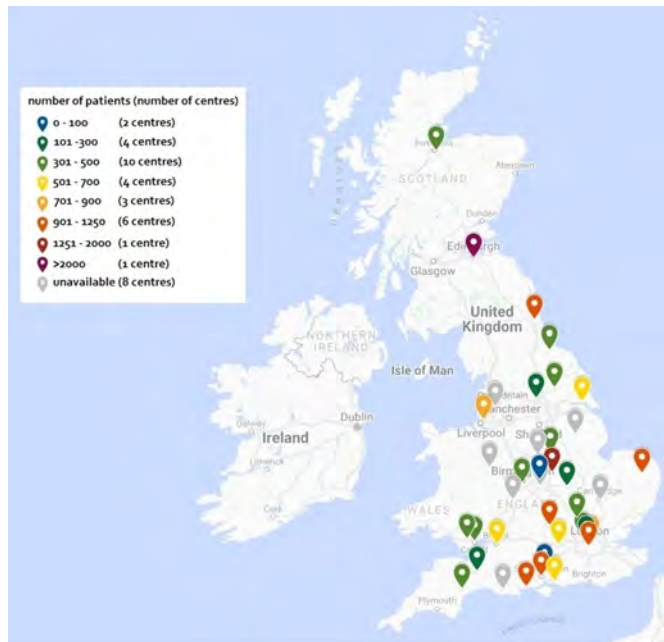 number of patients (number of centres)
0 - 100 (2 centres)
101 -300 (4 centres)
301 - 500 (10 centres)
501 - 700 (4 centres)
701 - 900 (3 centres)
901 - 1250 (6 centres)
1251 - 2000 (1 centre)
>2000 (1 centre)
unavailable (8 centres)
SCOTLAND
Aberdeen
Dundee
Edinburgh
Glasgow
United
Kingdom
NORTHERN
IRELAND
Isle of Man
Dublin
Galway
Ireland
Limerick
Cork
Liverpool
WALES
ENGLAND
Brighton
Plymouth